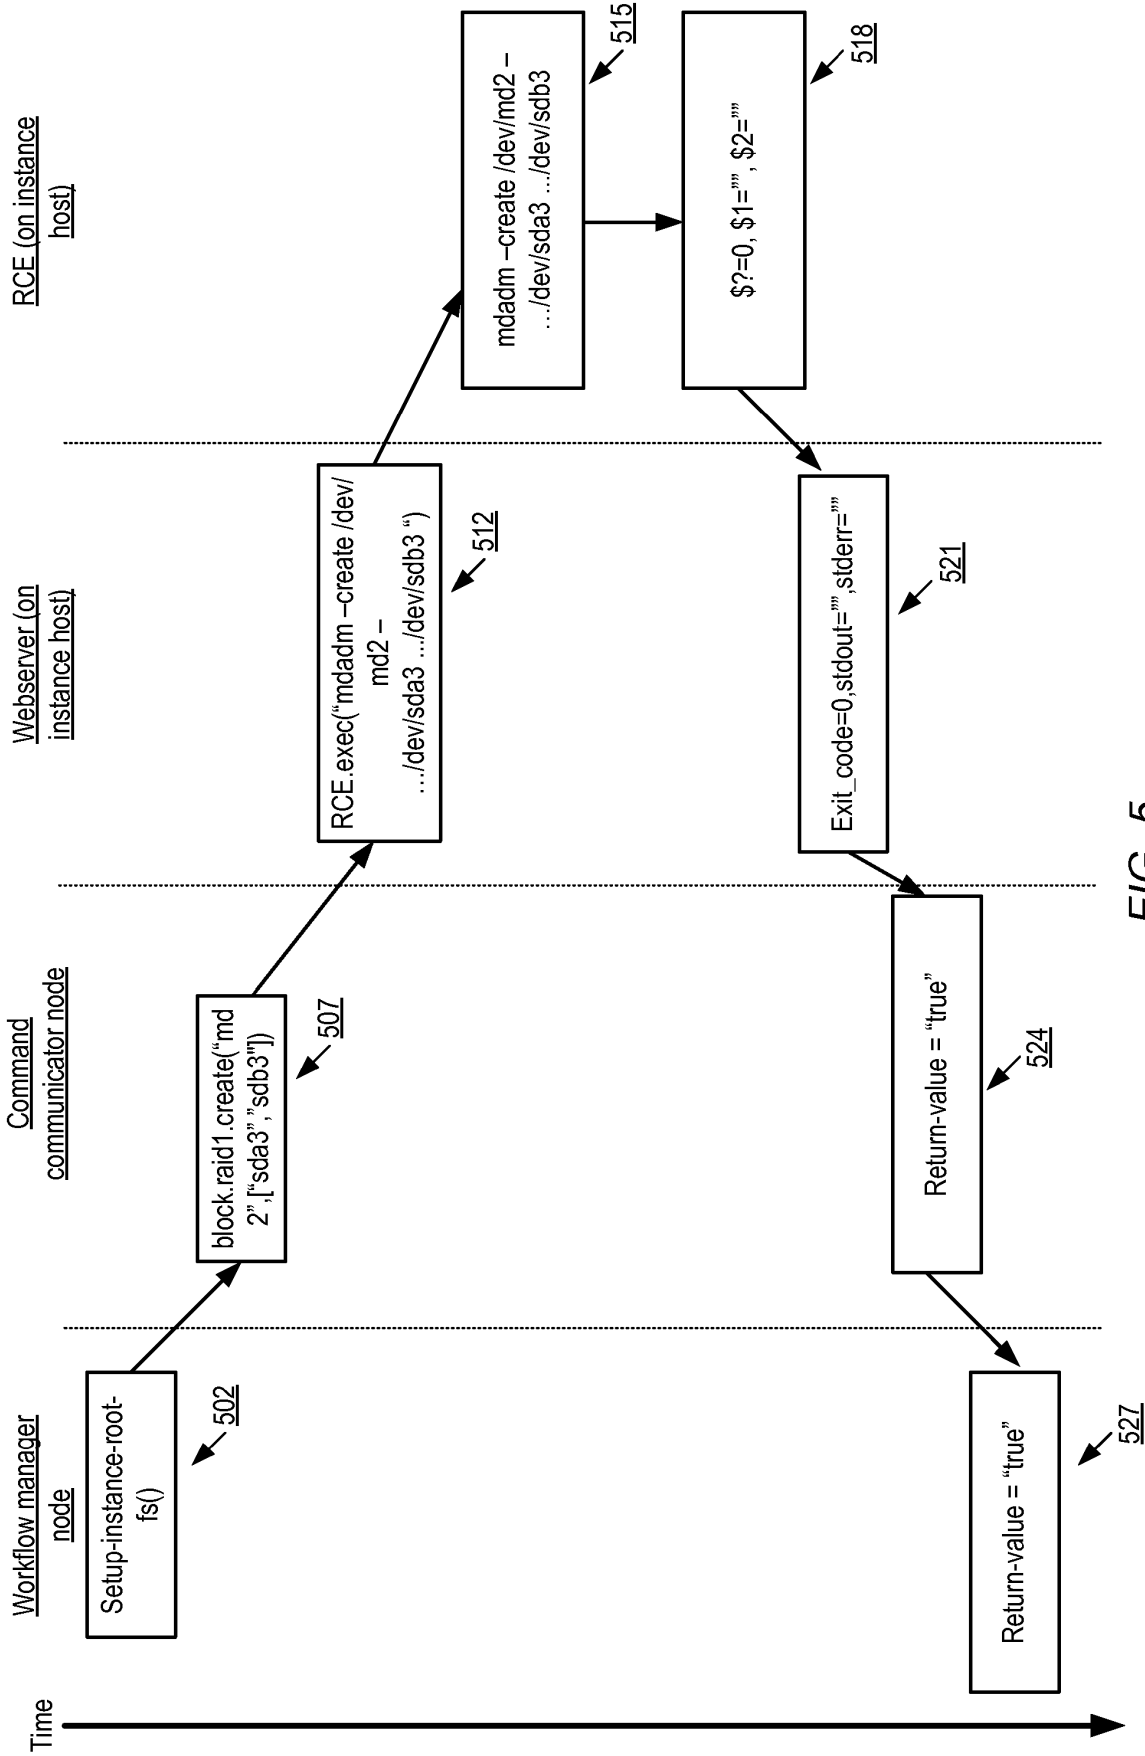 Time
Workflow manager
node
Command
communicator node
Webserver (on
instance host)
RCE (on instance
host)
Setup-instance-root-
fs()
502
block.raid1.create(“md
2”,[“sda3”,”sdb3”])
507
RCE.exec(“mdadm –create /dev/
md2 –
…/dev/sda3 .../dev/sdb3 “)
512
mdadm –create /dev/md2 –
…/dev/sda3 .../dev/sdb3
515
$?=0, $1=”” , $2=””
518
Exit_code=0,stdout=”” ,stderr=””
521
Return-value = “true”
524
Return-value = “true”
527
FIG. 5